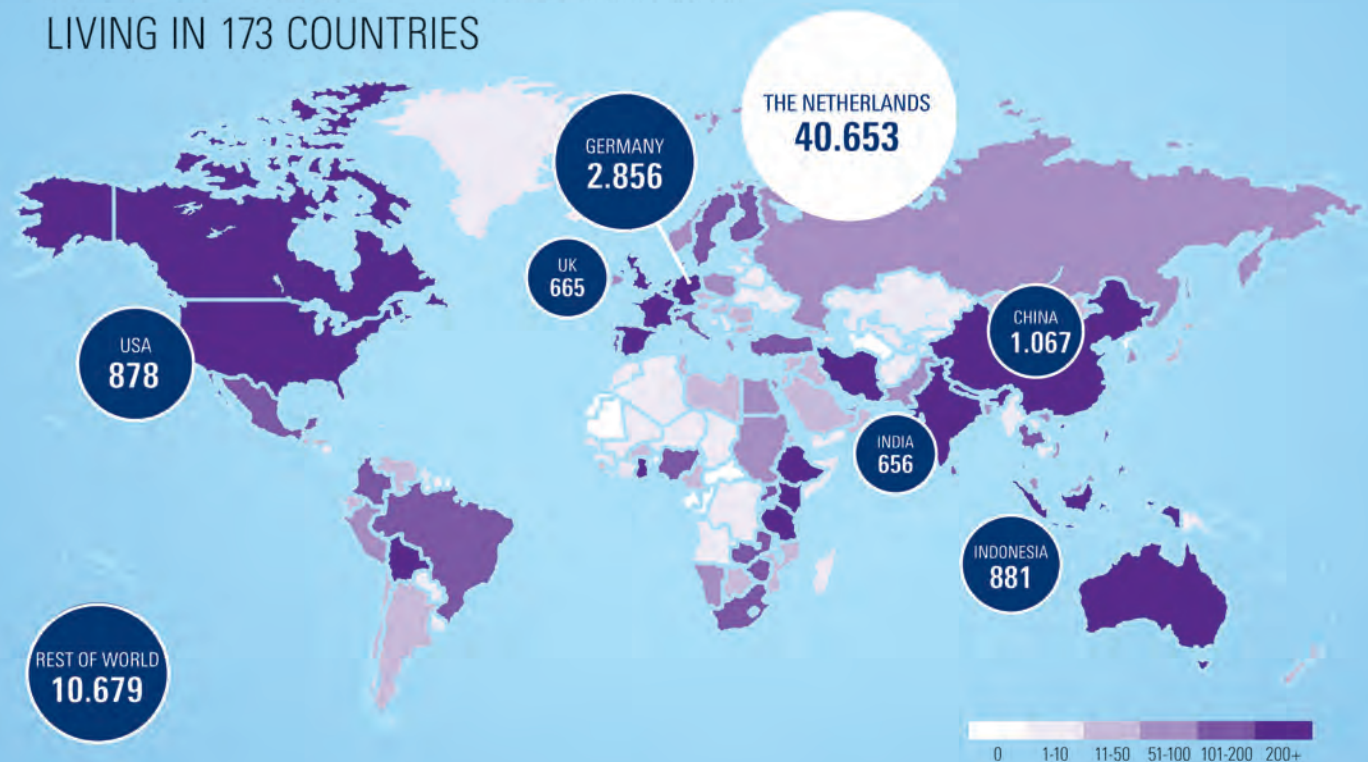 LIVING IN 173 COUNTRIES
THE NETHERLANDS
40.653
GERMANY
2.856
UK
665
USA
878
CHINA
1.067
INDIA
656
INDONESIA
881
REST OF WORLD
10.679
0 1-10 11-50 51-100 101-200 200+